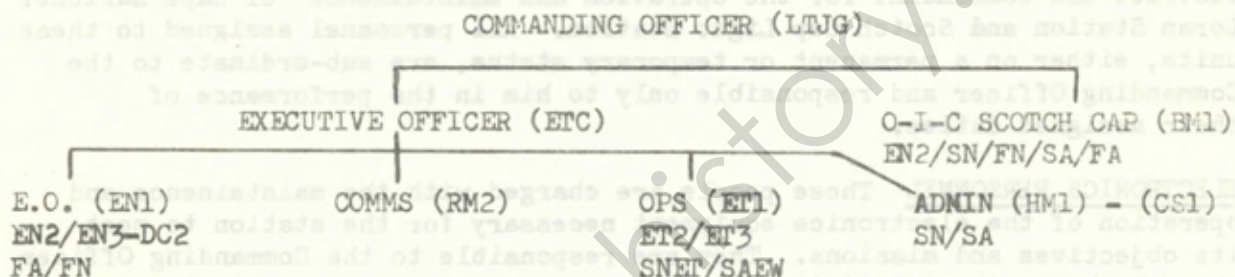 COMMANDING OFFICER (LTJG)
EXECUTIVE OFFICER (ETC)
O-I-C SCOTCH CAP (BM1)
EN2/SN/FN/SA/FA
E.O. (EN1)
EN2/EN3-DC2
FA/FN
COMMS (RM2)
OPS (ET1)
ET2/ET3
SNET/SAEW
ADMIN (HM1) - (CS1)
SN/SA
history.